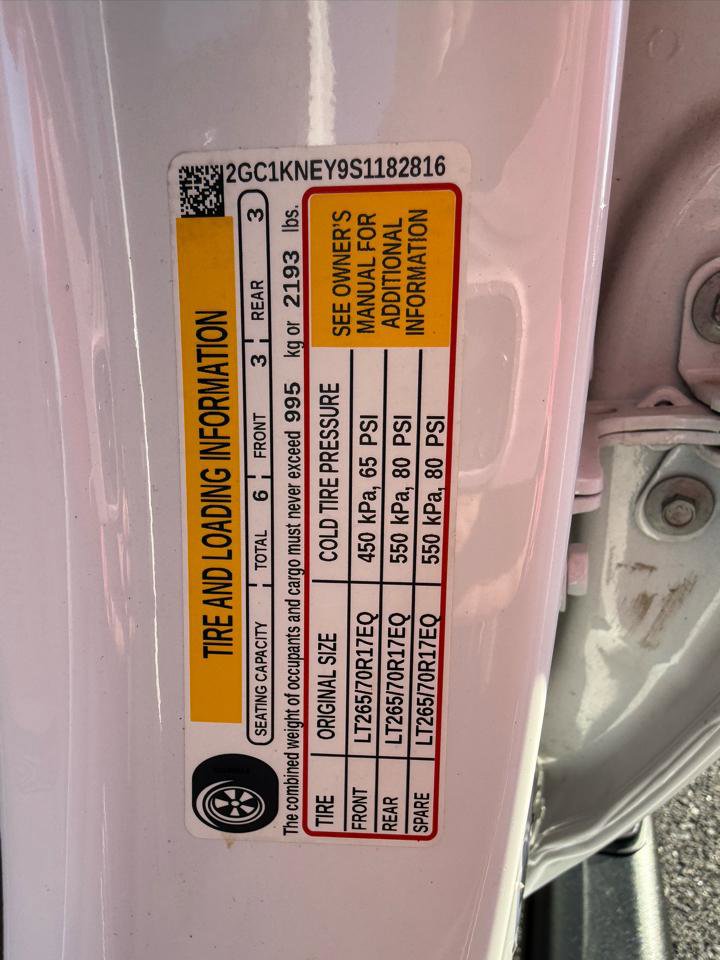 2GC1KNEY9S1182816
TIRE AND LOADING INFORMATION
SEATING CAPACITY TOTAL 6 FRONT 3 REAR 3
The combined weight of occupants and cargo must never exceed 995 kg or 2193 lbs.
TIRE ORIGINAL SIZE COLD TIRE PRESSURE
FRONT LT265/70R17EQ 450 kPa, 65 PSI
REAR LT265/70R17EQ 550 kPa, 80 PSI
SPARE LT265/70R17EQ 550 kPa, 80 PSI
SEE OWNER'S
MANUAL FOR
ADDITIONAL
INFORMATION